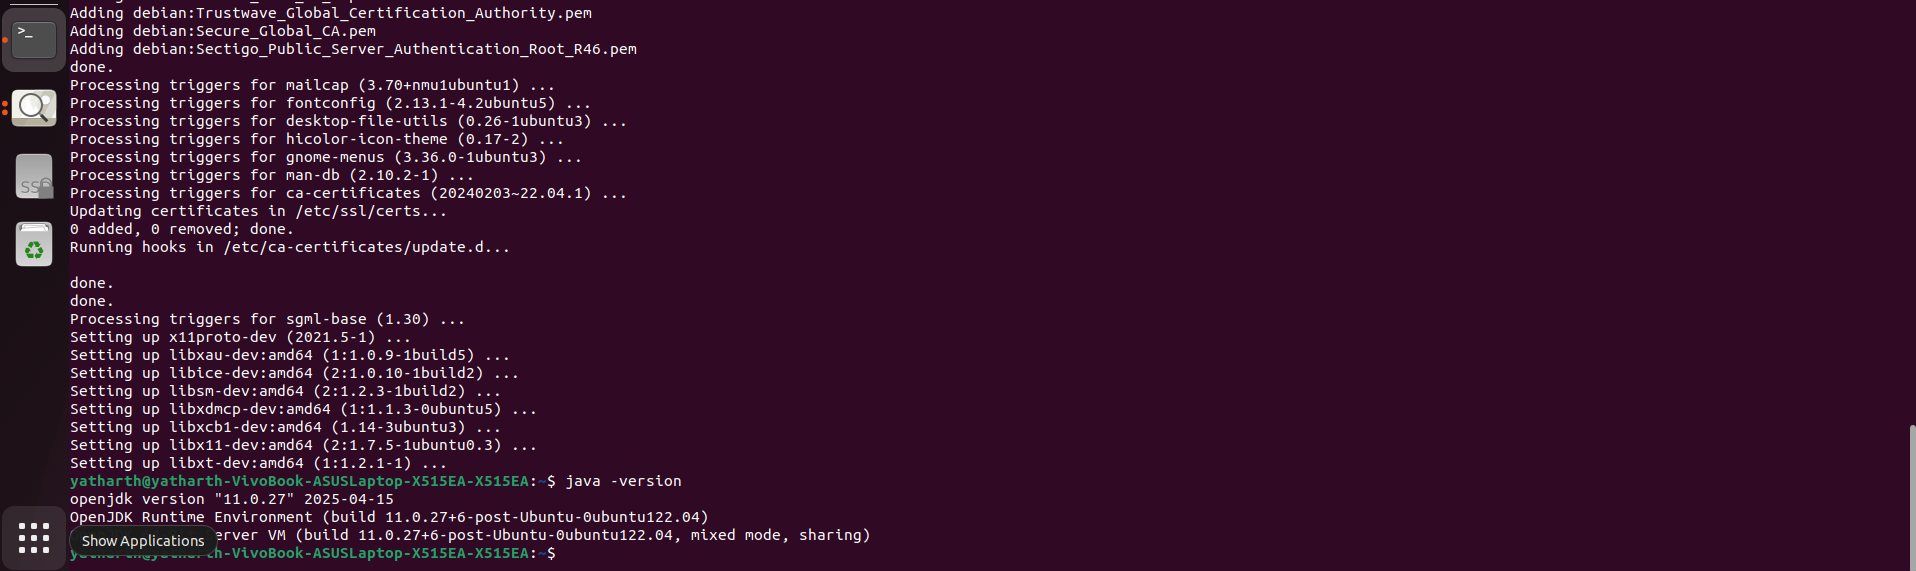 Adding debian:Trustwave_Global_Certification_Authority.pem
Adding debian:Secure_Global_CA.pem
Adding debian:Sectigo_Public_Server_Authentication_Root_R46.pem
done.
Processing triggers for mailcap (3.70+nmu1ubuntu1) ...
Processing triggers for fontconfig (2.13.1-4.2ubuntu5) ...
Processing triggers for desktop-file-utils (0.26-1ubuntu3) ...
Processing triggers for hicolor-icon-theme (0.17-2) ...
Processing triggers for gnome-menus (3.36.0-1ubuntu3) ...
Processing triggers for man-db (2.10.2-1) ...
Processing triggers for ca-certificates (20240203~22.04.1) ...
Updating certificates in /etc/ssl/certs...
0 added, 0 removed; done.
Running hooks in /etc/ca-certificates/update.d...
done.
done.
Processing triggers for sgml-base (1.30) ...
Setting up x11proto-dev (2021.5-1) ...
Setting up libxau-dev:amd64 (1:1.0.9-1build5) ...
Setting up libice-dev:amd64 (2:1.0.10-1build2) ...
Setting up libsm-dev:amd64 (2:1.2.3-1build2) ...
Setting up libxdmcp-dev:amd64 (1:1.1.3-0ubuntu5) ...
Setting up libxcb1-dev:amd64 (1.14-3ubuntu3) ...
Setting up libx11-dev:amd64 (2:1.7.5-1ubuntu0.3) ...
Setting up libxt-dev:amd64 (1:1.2.1-1) ...
yatharth@yatharth-VivoBook-ASUSLaptop-X515EA-X515EA:~$ java -version
openjdk version "11.0.27" 2025-04-15
OpenJDK Runtime Environment (build 11.0.27+6-post-Ubuntu-0ubuntu122.04)
erver VM (build 11.0.27+6-post-Ubuntu-0ubuntu122.04, mixed mode, sharing)
yatharth@yatharth-VivoBook-ASUSLaptop-X515EA-X515EA:~$
Show Applications
>_
SS